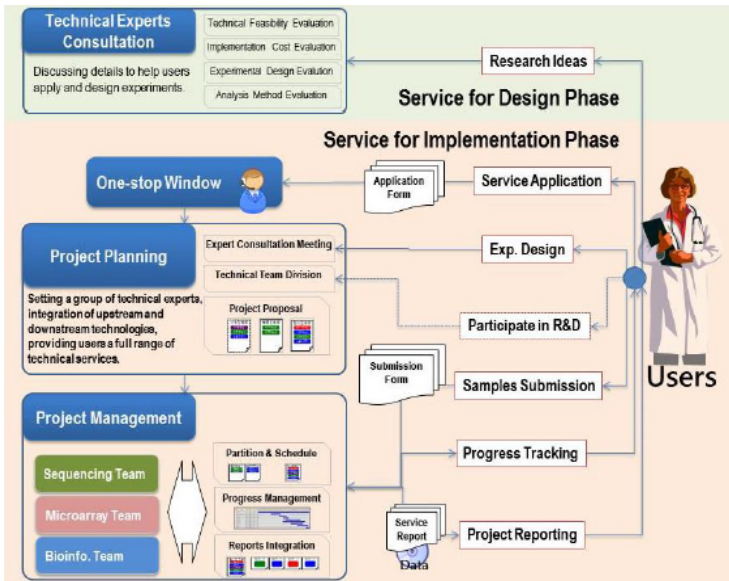 Technical Experts
Consultation
Discussing details to help users
apply and design experiments.
Technical Feasibility Evaluation
Implementation Cost Evaluation
Experimental Design Evalution
Analysis Method Evaluation
Research Ideas
Service for Design Phase
Service for Implementation Phase
One-stop Window
Application
Form
Service Application
Project Planning
Setting a group of technical experts,
integration of upstream and
downstream technologies,
providing users a full range of
technical services.
Expert Consultation Meeting
Technical Team Division
Project Proposal
Exp. Design
Participate in R&D
Users
Submission
Form
Samples Submission
Project Management
Sequencing Team
Microarray Team
Bioinfo. Team
Partition & Schedule
Progress Management
Reports Integration
Progress Tracking
Service
Report
Data
Project Reporting